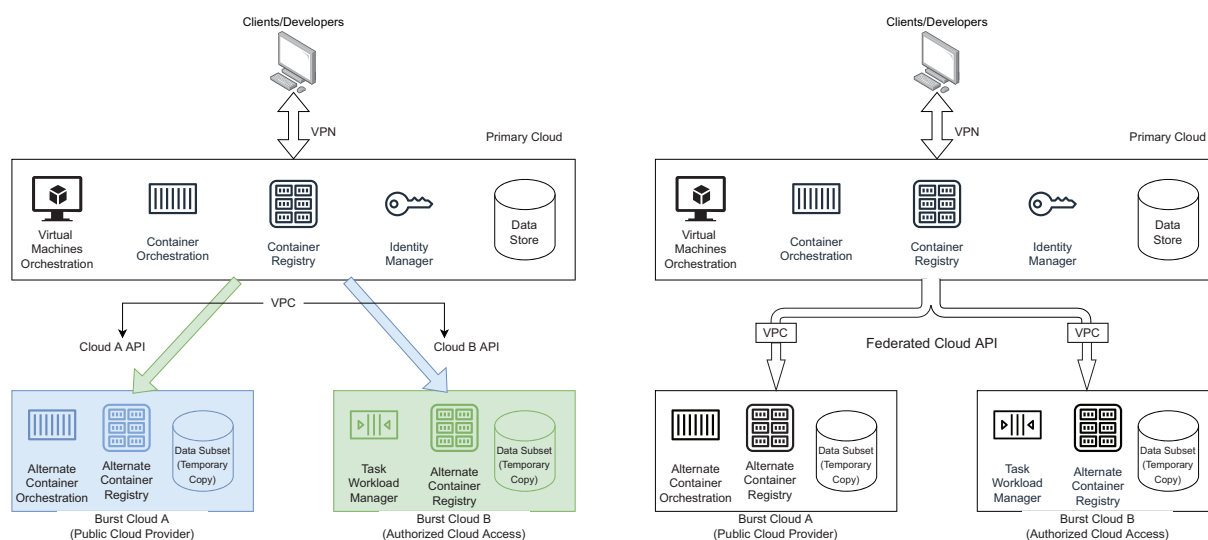 Clients/Developers
VPN
Primary Cloud
Virtual
Machines
Orchestration
Container
Orchestration
Container
Registry
Identity
Manager
Data
Store
VPC
Cloud A API
Cloud B API
Alternate
Container
Orchestration
Alternate
Container
Registry
Data Subset
(Temporary
Copy)
Burst Cloud A
(Public Cloud Provider)
Task
Workload
Manager
Alternate
Container
Registry
Data Subset
(Temporary
Copy)
Burst Cloud B
(Authorized Cloud Access)
Clients/Developers
VPN
Primary Cloud
Virtual
Machines
Orchestration
Container
Orchestration
Container
Registry
Identity
Manager
Data
Store
VPC
VPC
Federated Cloud API
Alternate
Container
Orchestration
Alternate
Container
Registry
Data Subset
(Temporary
Copy)
Burst Cloud A
(Public Cloud Provider)
Task
Workload
Manager
Alternate
Container
Registry
Data Subset
(Temporary
Copy)
Burst Cloud B
(Authorized Cloud Access)